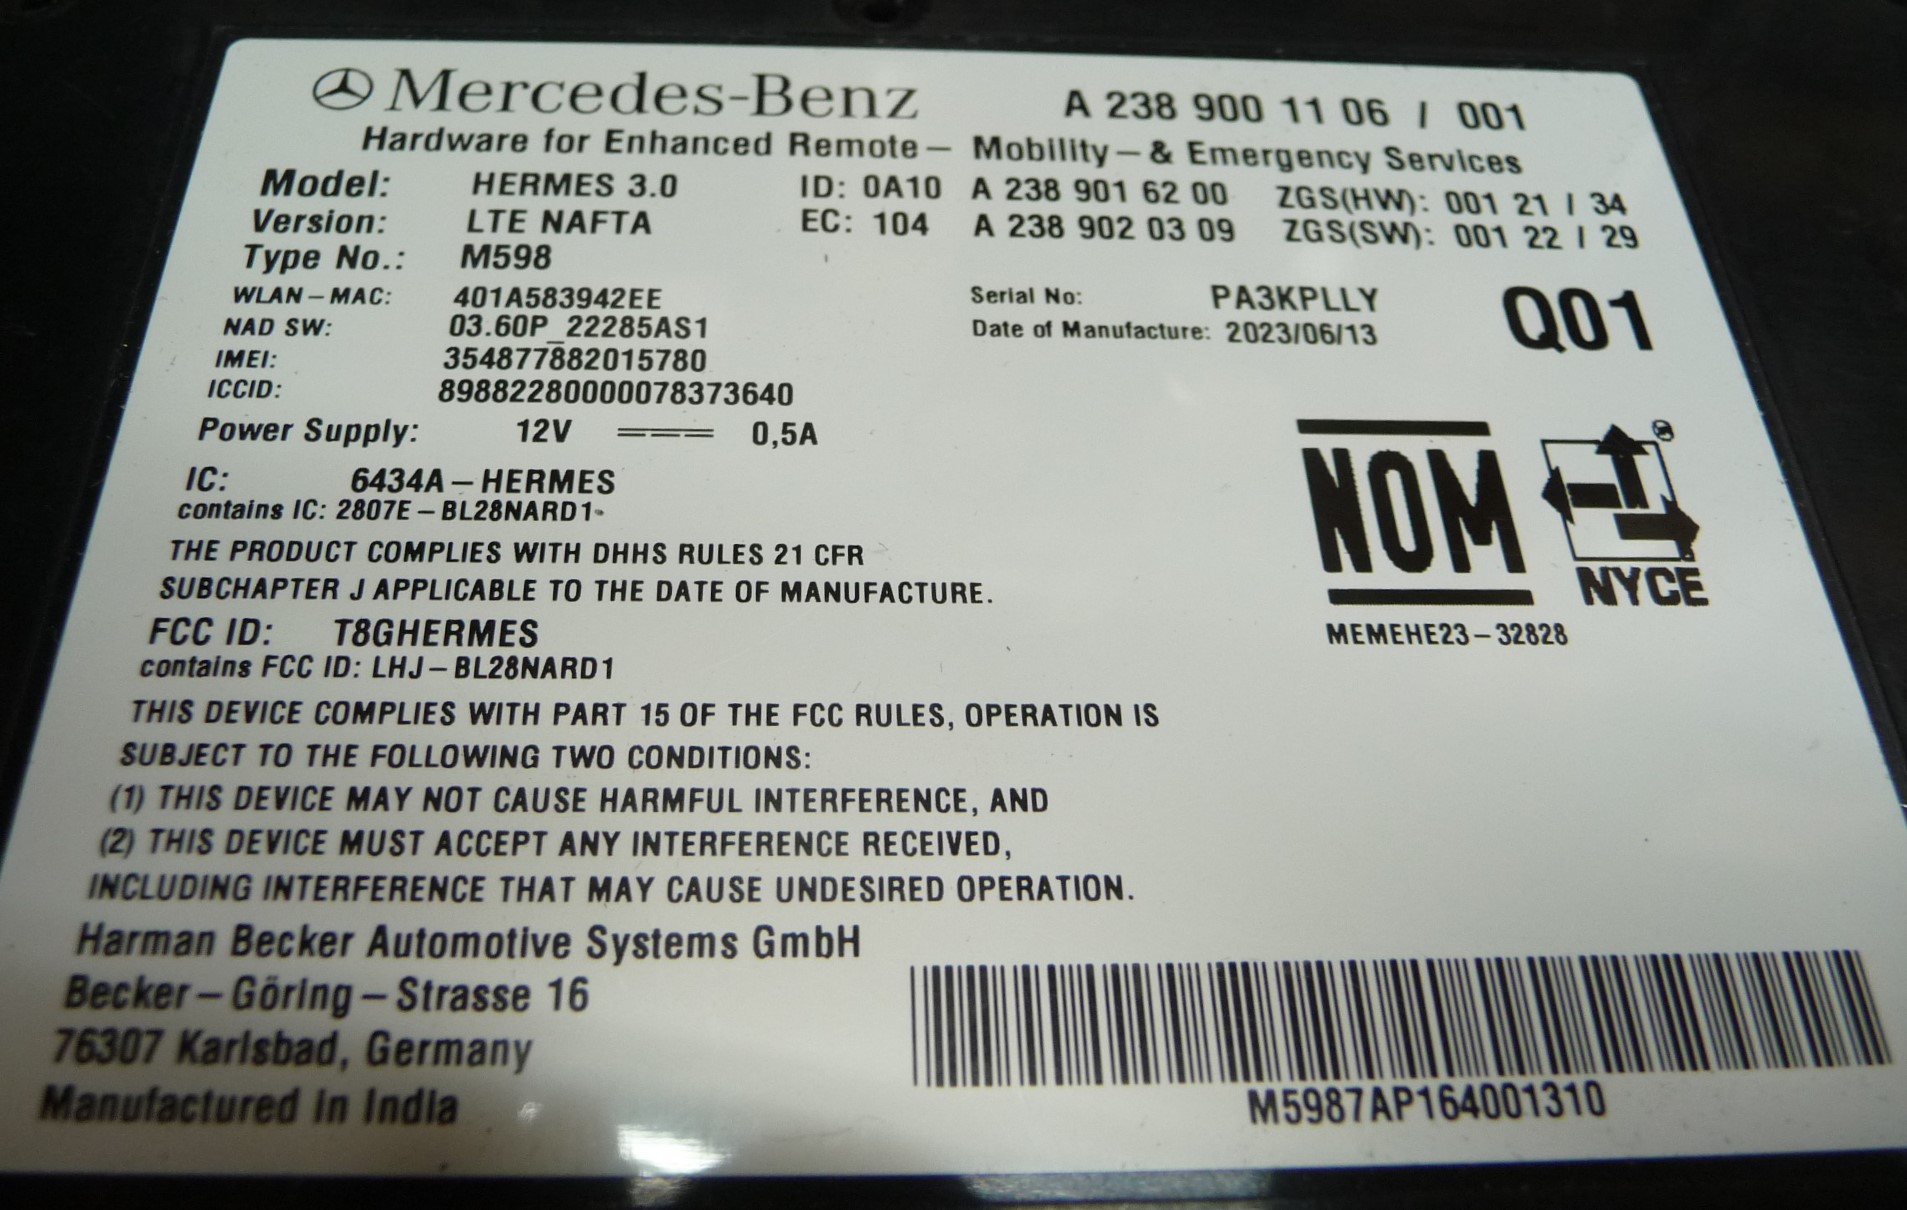 Mercedes-Benz A 238 900 11 06 / 001
Hardware for Enhanced Remote- Mobility-& Emergency Services
Model: HERMES 3.0 ID: 0A10 A 238 901 62 00 ZGS(HW): 001 21 / 34
Version: LTE NAFTA EC: 104 A 238 902 03 09 ZGS(SW): 001 22 / 29
Type No.: M598
WLAN-MAC: 401A583942EE Serial No: PA3KPLLY Q01
NAD SW: 03.60P_22285AS1 Date of Manufacture: 2023/06/13
IMEI: 354877882015780
ICCID: 89882280000078373640
Power Supply: 12V 0,5A
IC: 6434A-HERMES
contains IC: 2807E-BL28NARD1
NOM
NYCE
THE PRODUCT COMPLIES WITH DHHS RULES 21 CFR
SUBCHAPTER J APPLICABLE TO THE DATE OF MANUFACTURE.
FCC ID: T8GHERMES MEMEHE23-32828
contains FCC ID: LHJ-BL28NARD1
THIS DEVICE COMPLIES WITH PART 15 OF THE FCC RULES, OPERATION IS
SUBJECT TO THE FOLLOWING TWO CONDITIONS:
(1) THIS DEVICE MAY NOT CAUSE HARMFUL INTERFERENCE, AND
(2) THIS DEVICE MUST ACCEPT ANY INTERFERENCE RECEIVED,
INCLUDING INTERFERENCE THAT MAY CAUSE UNDESIRED OPERATION.
Harman Becker Automotive Systems GmbH
Becker-Göring-Strasse 16
76307 Karlsbad, Germany
Manufactured in India
M5987AP164001310